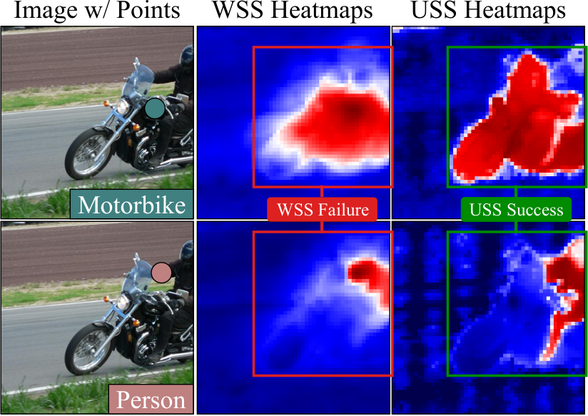 Image w/ Points WSS Heatmaps USS Heatmaps
Motorbike
WSS Failure USS Success
Person